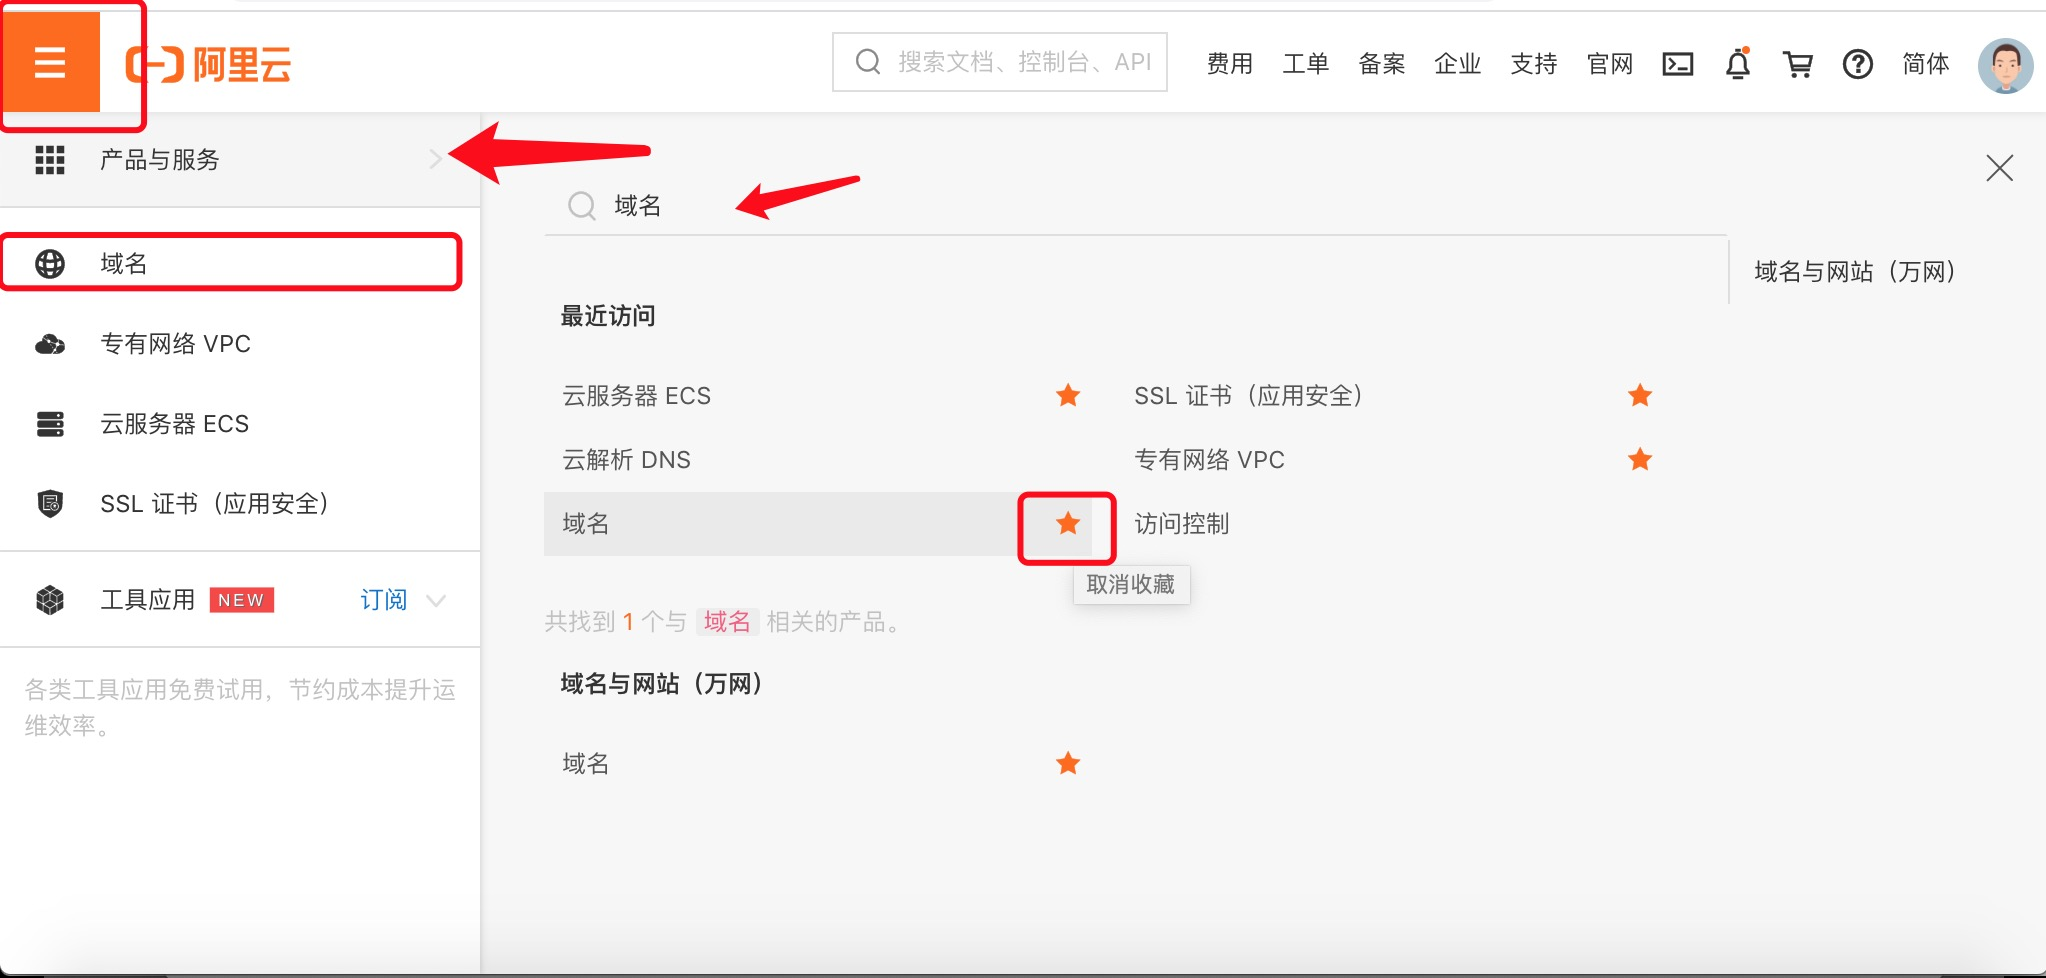 阿里云
搜索文档、控制台、API
费用 工单 备案 企业 支持 官网 简体
产品与服务
域名
专有网络 VPC
云服务器 ECS
SSL 证书（应用安全）
工具应用 NEW 订阅
各类工具应用免费试用，节约成本提升运
维效率。
域名
域名与网站（万网）
最近访问
云服务器 ECS
SSL 证书（应用安全）
云解析 DNS
专有网络 VPC
域名
访问控制
取消收藏
共找到 1 个与 域名 相关的产品。
域名与网站（万网）
域名